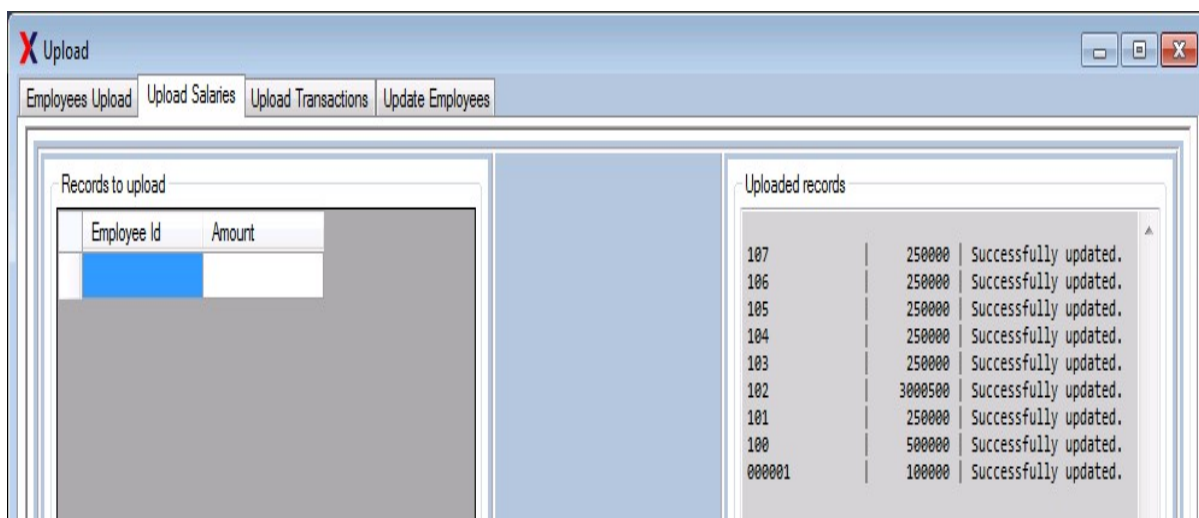 Upload
Employees Upload Upload Salaries Upload Transactions Update Employees
Records to upload
Employee Id Amount
Uploaded records
107 | 250000 | Successfully updated.
106 | 250000 | Successfully updated.
105 | 250000 | Successfully updated.
104 | 250000 | Successfully updated.
103 | 250000 | Successfully updated.
102 | 3000500 | Successfully updated.
101 | 250000 | Successfully updated.
100 | 500000 | Successfully updated.
000001 | 100000 | Successfully updated.